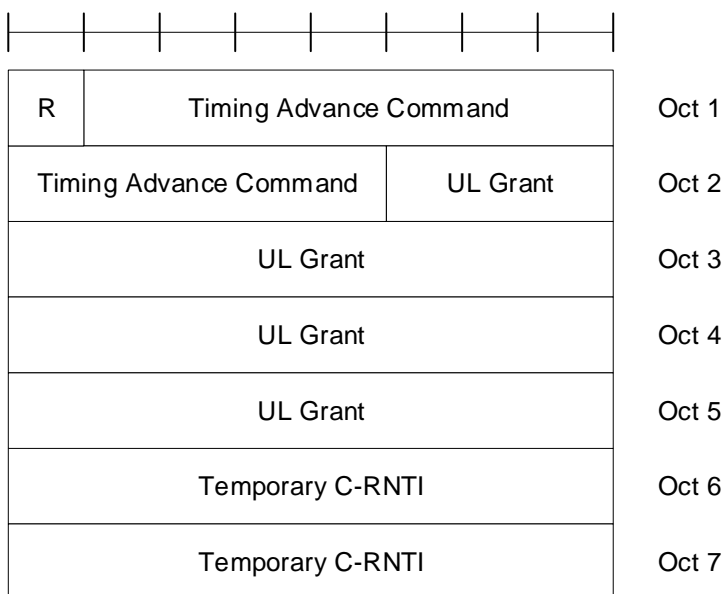 R Timing Advance Command Oct 1
Timing Advance Command UL Grant Oct 2
UL Grant Oct 3
UL Grant Oct 4
UL Grant Oct 5
Temporary C-RNTI Oct 6
Temporary C-RNTI Oct 7